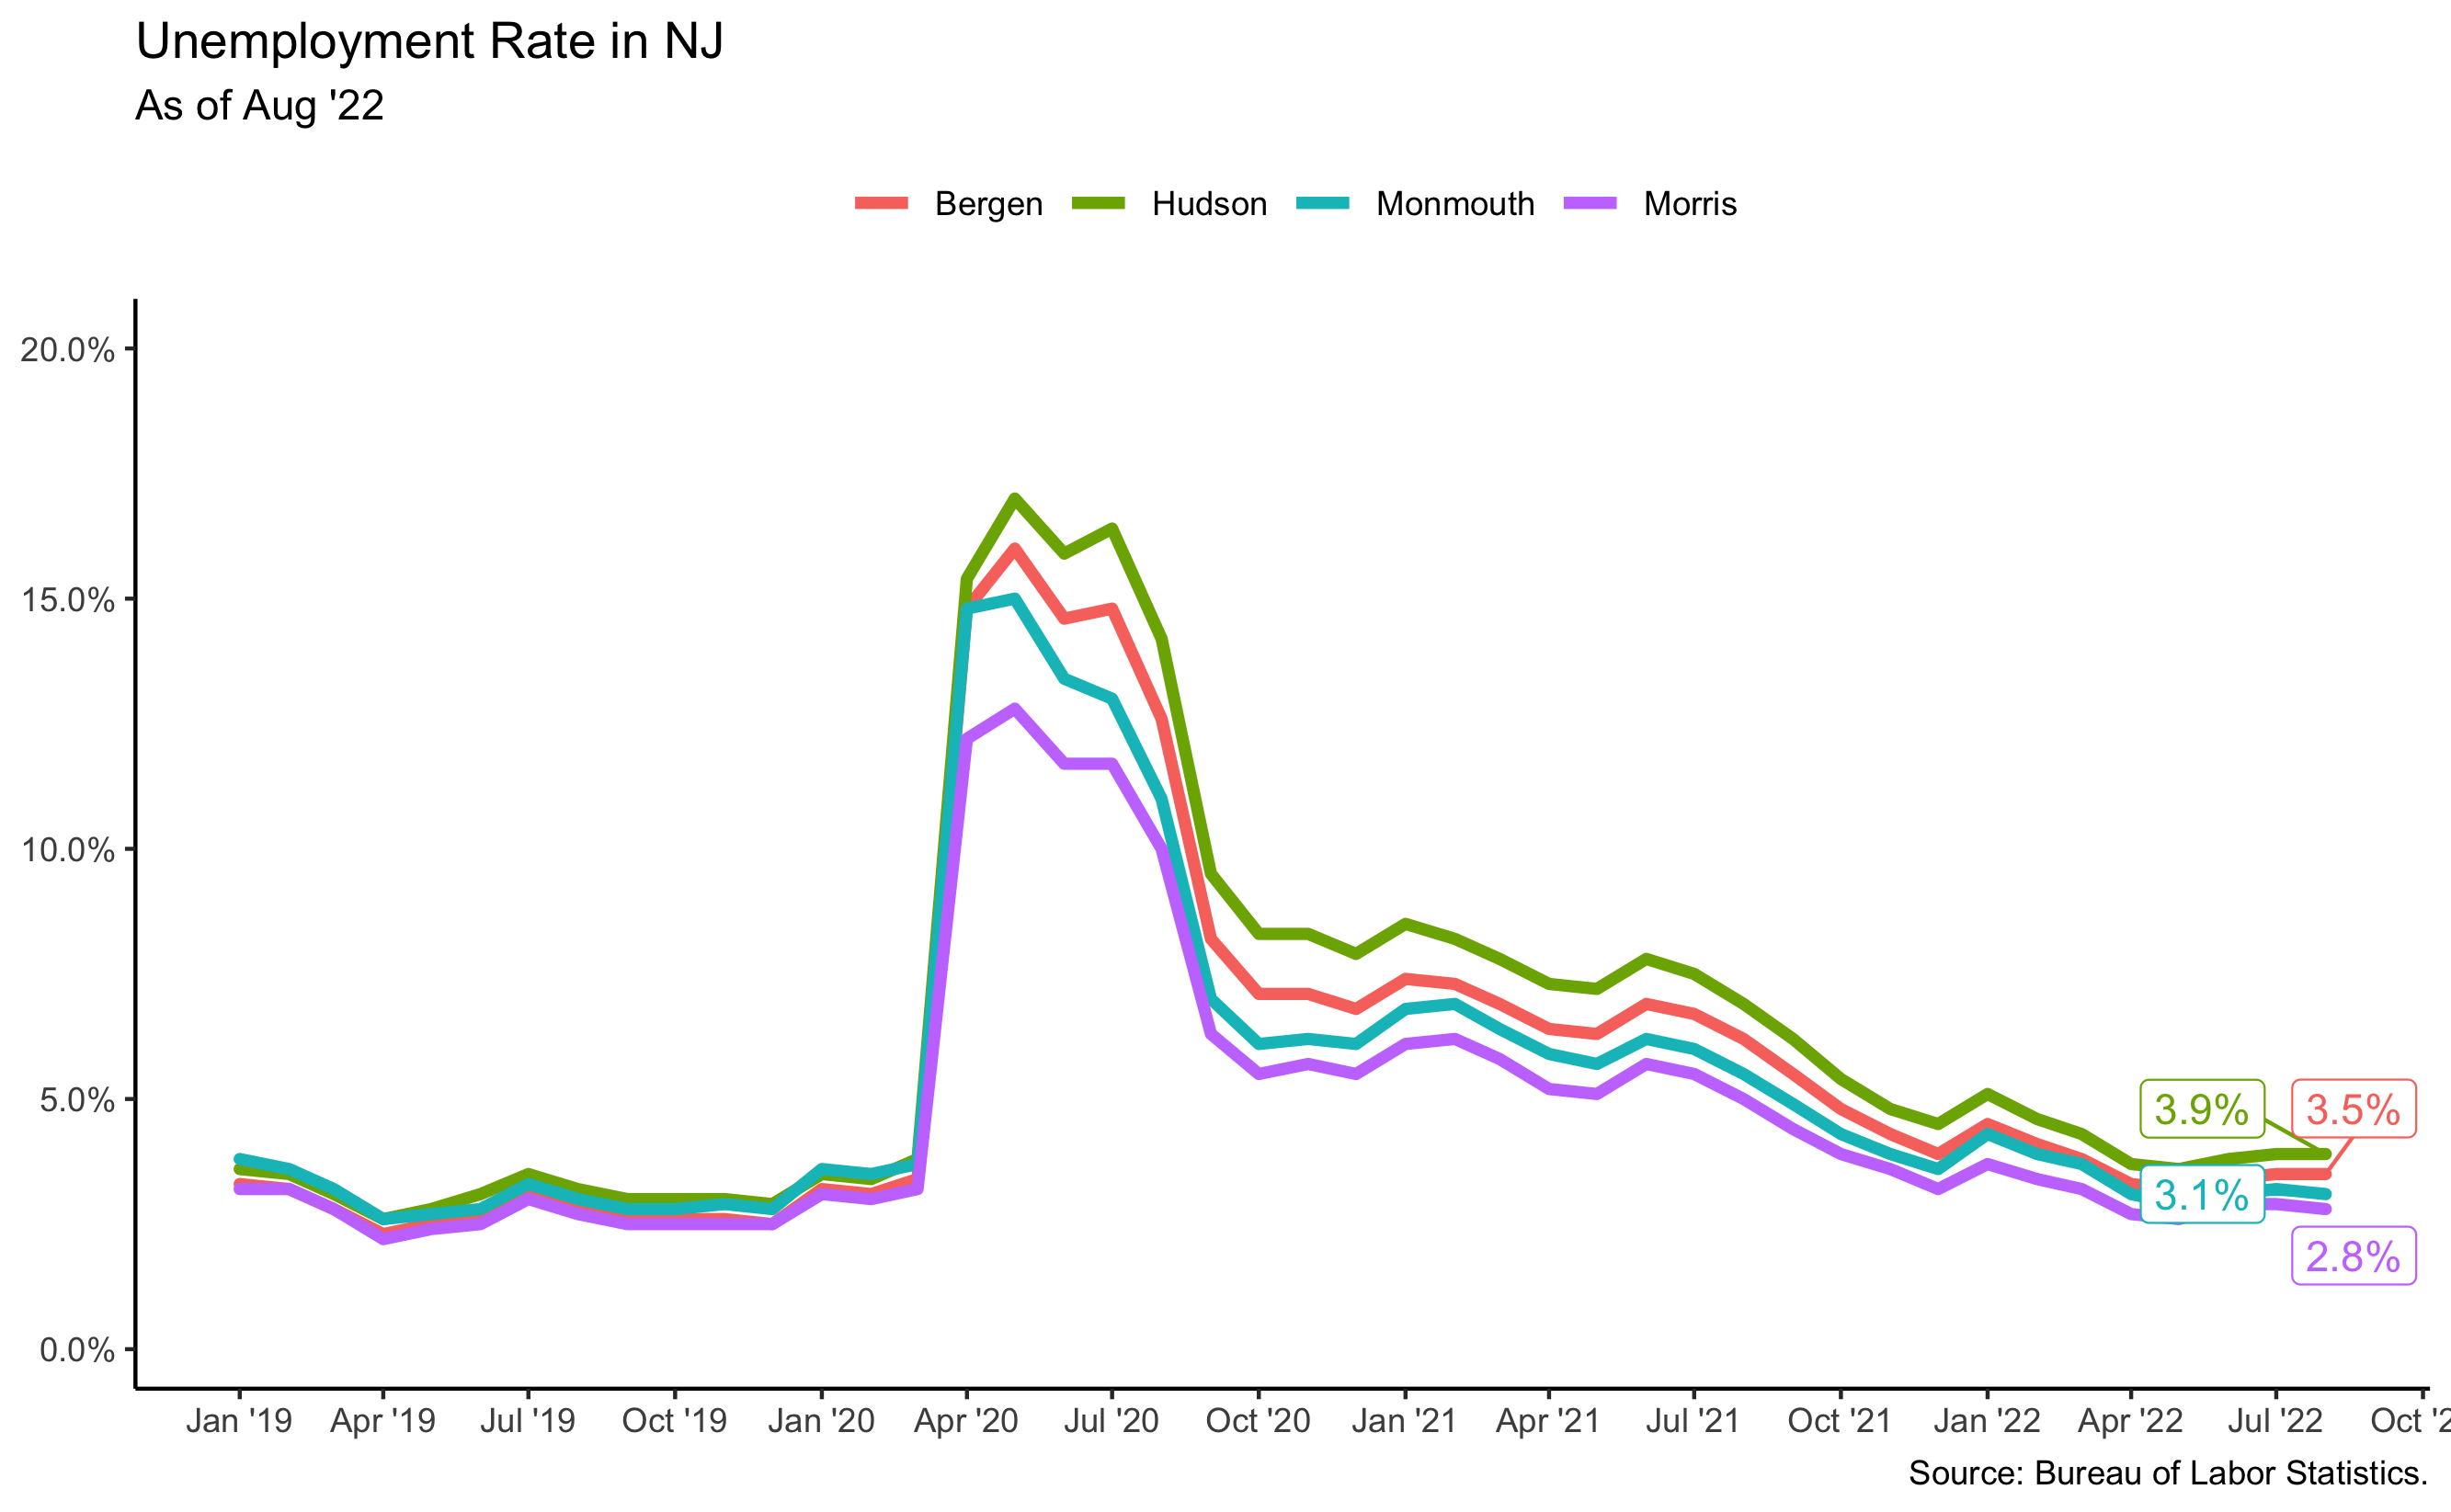 Unemployment Rate in NJ
As of Aug '22
Bergen Hudson Monmouth Morris
20.0%
15.0%
10.0%
5.0%
0.0%
3.9% 3.5%
3.1%
2.8%
Jan '19 Apr '19 Jul '19 Oct '19 Jan '20 Apr '20 Jul '20 Oct '20 Jan '21 Apr '21 Jul '21 Oct '21 Jan '22 Apr '22 Jul '22 Oct '2
Source: Bureau of Labor Statistics.